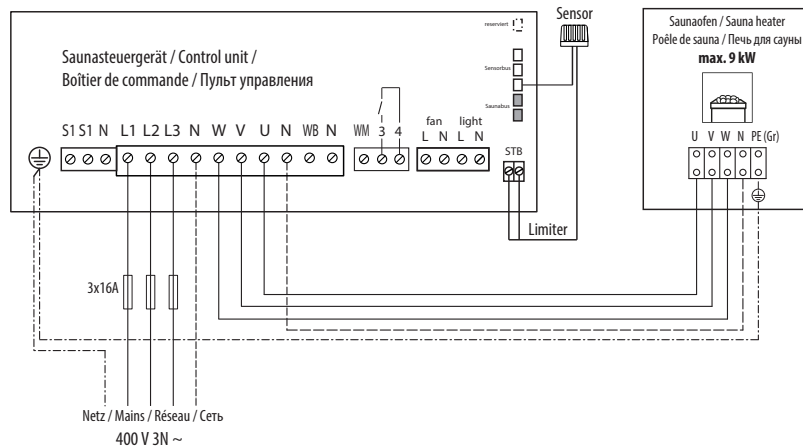 reserviert
Sensor
Sensorbus
Saunabus
Saunasteuergerät / Control unit /
Boîtier de commande / Пульт управления
S1 S1 N L1 L2 L3 N W V U N WB N
WM 3 4
fan light
L N L N
STB
Limiter
3x16A
Netz / Mains / Réseau / Сеть
400 V 3N ~
Saunaofen / Sauna heater
Poêle de sauna / Печь для сауны
max. 9 kW
U V W N PE (Gr)